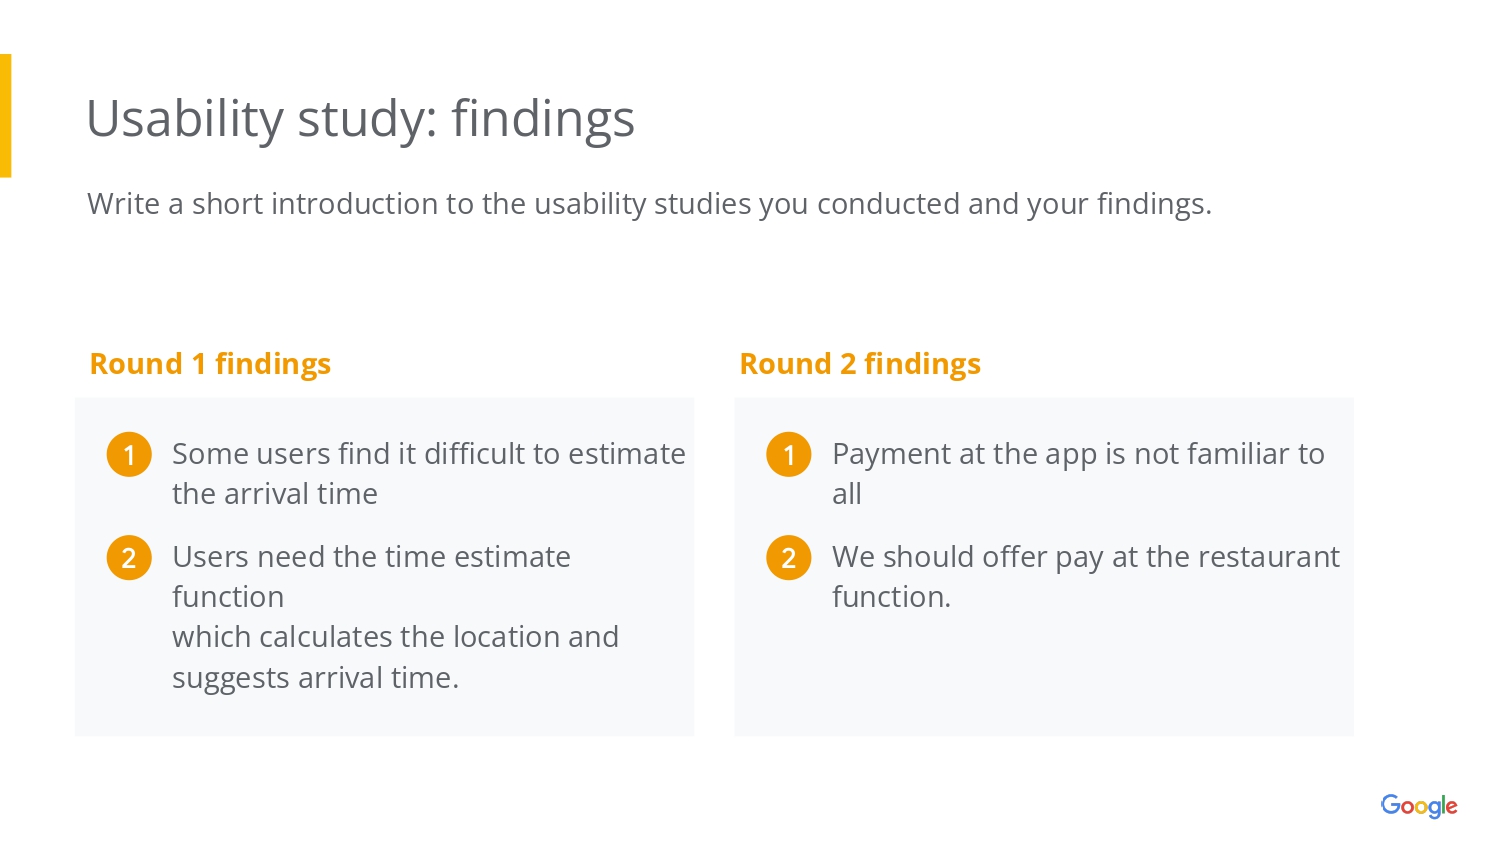 Usability study: findings
Write a short introduction to the usability studies you conducted and your findings.
Round 1 findings
1 Some users find it difficult to estimate
the arrival time
2 Users need the time estimate
function
which calculates the location and
suggests arrival time.
Round 2 findings
1 Payment at the app is not familiar to
all
2 We should offer pay at the restaurant
function.
Google